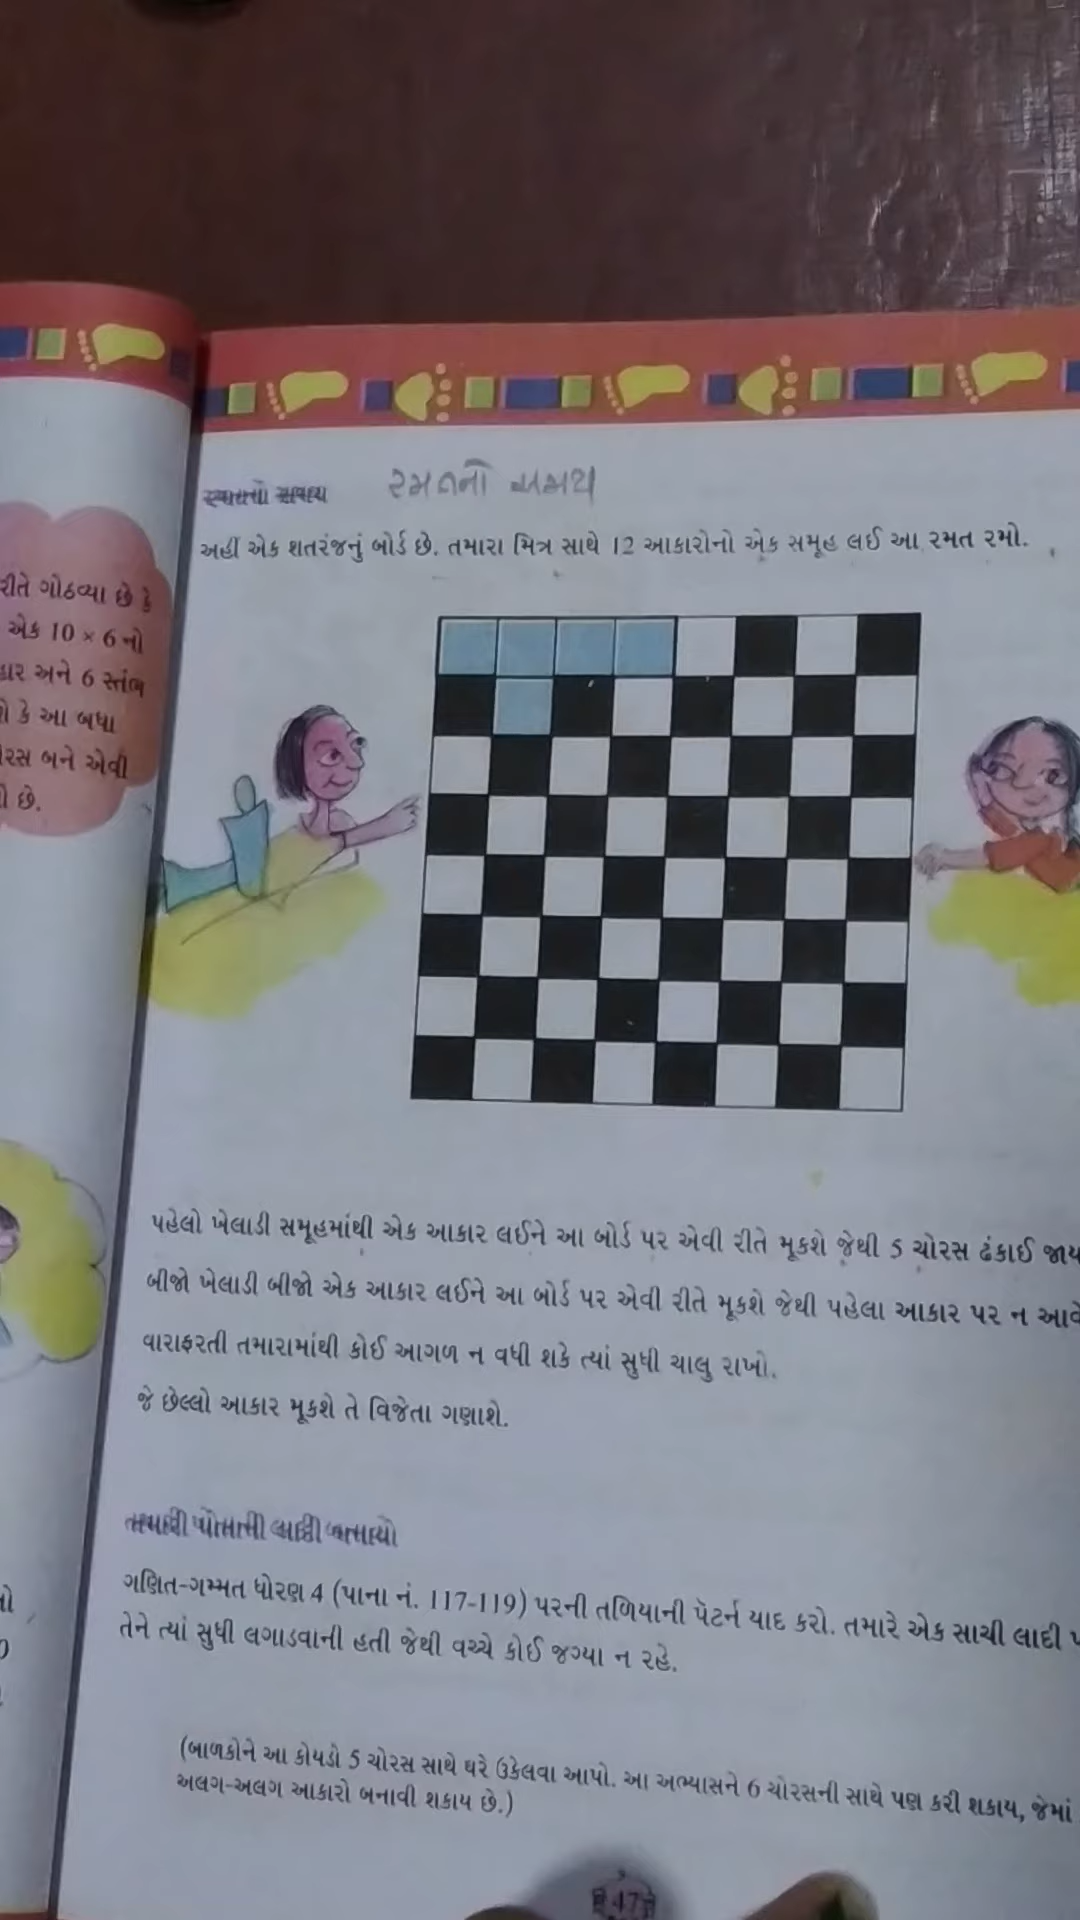 રમતનો સમય
અહીં એક શતરંજનું બોર્ડ છે. તમારા મિત્ર સાથે 12 આકારોનો એક સમૂહ લઈ આ રમત રમો.
રીતે ગોઠવ્યા છે કે
એક 10 × 6 નો
હાર અને 6 સ્તંભ
કે આ બધા
ચોરસ બને એવી
છે.
પહેલો ખેલાડી સમૂહમાંથી એક આકાર લઈને આ બોર્ડ પર એવી રીતે મૂકશે જેથી 5 ચોરસ ઢંકાઈ જાય
બીજો ખેલાડી બીજો એક આકાર લઈને આ બોર્ડ પર એવી રીતે મૂકશે જેથી પહેલા આકાર પર ન આવે
વારાફરતી તમારામાંથી કોઈ આગળ ન વધી શકે ત્યાં સુધી ચાલુ રાખો.
જે છેલ્લો આકાર મૂકશે તે વિજેતા ગણાશે.
તમારી પોતાની લાદી બનાવો
ગણિત-ગમ્મત ધોરણ 4 (પાના નં. 117-119) પરની તળિયાની પૅટર્ન યાદ કરો. તમારે એક સાચી લાદી
તેને ત્યાં સુધી લગાડવાની હતી જેથી વચ્ચે કોઈ જગ્યા ન રહે.
(બાળકોને આ કોયડો 5 ચોરસ સાથે ઘરે ઉકેલવા આપો. આ અભ્યાસને 6 ચોરસની સાથે પણ કરી શકાય, જેમાં
અલગ-અલગ આકારો બનાવી શકાય છે.)
47